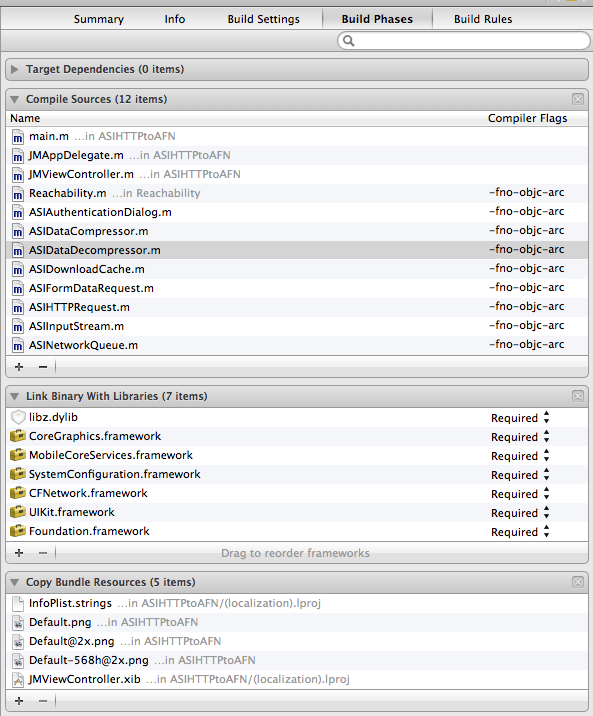 Summary Info Build Settings Build Phases Build Rules
Target Dependencies (0 items)
Compile Sources (12 items)
Name Compiler Flags
m main.m ...in ASIHTTPtoAFN
m JMAppDelegate.m ...in ASIHTTPtoAFN
m JMViewController.m ...in ASIHTTPtoAFN
m Reachability.m ...in Reachability -fno-objc-arc
m ASIAuthenticationDialog.m -fno-objc-arc
m ASIDataCompressor.m -fno-objc-arc
m ASIDataDecompressor.m -fno-objc-arc
m ASIDownloadCache.m -fno-objc-arc
m ASIFormDataRequest.m -fno-objc-arc
m ASIHTTPRequest.m -fno-objc-arc
m ASIInputStream.m -fno-objc-arc
m ASINetworkQueue.m -fno-objc-arc
+ −
Link Binary With Libraries (7 items)
libz.dylib Required
CoreGraphics.framework Required
MobileCoreServices.framework Required
SystemConfiguration.framework Required
CFNetwork.framework Required
UIKit.framework Required
Foundation.framework Required
+ − Drag to reorder frameworks
Copy Bundle Resources (5 items)
InfoPlist.strings ...in ASIHTTPtoAFN/(localization).lproj
Default.png ...in ASIHTTPtoAFN
Default@2x.png ...in ASIHTTPtoAFN
Default-568h@2x.png ...in ASIHTTPtoAFN
JMViewController.xib ...in ASIHTTPtoAFN/(localization).lproj
+ −